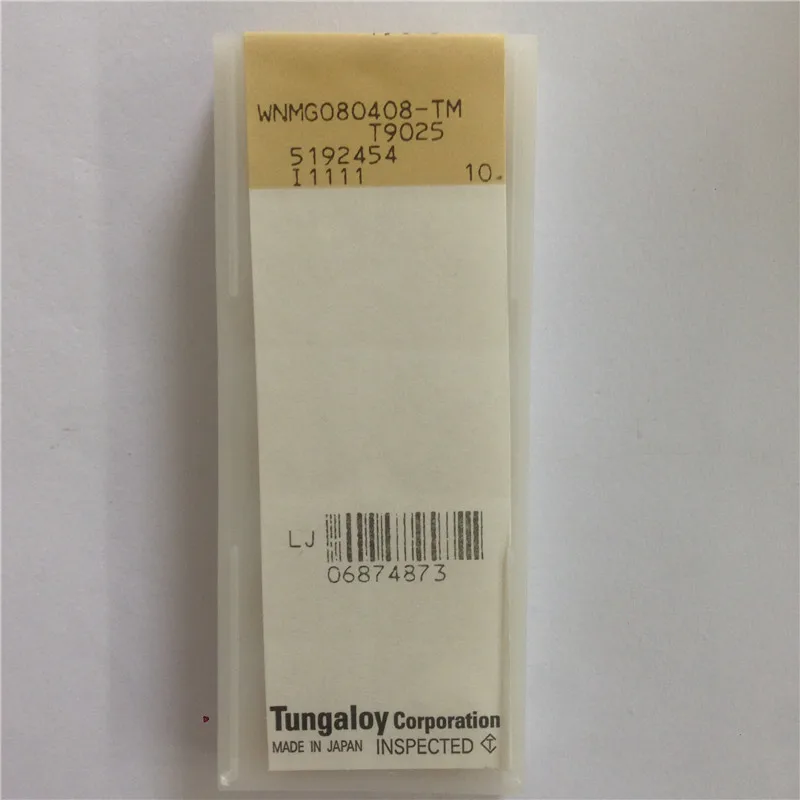 WNMG080408-TM
T9025
5192454
I1111 10
LJ
06874873
Tungaloy Corporation
MADE IN JAPAN INSPECTED